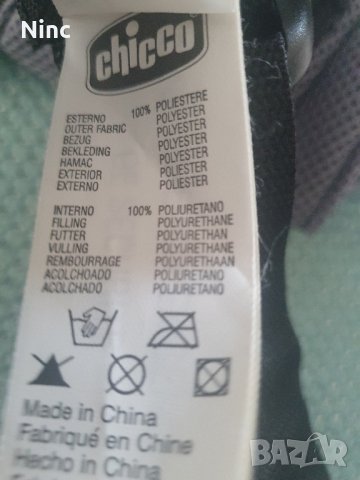 Ninc
chicco
ESTERNO 100% POLIESTERE
OUTER FABRIC POLYESTER
BEZUG POLYESTER
BEKLEDING POLYESTER
HAMAC POLYESTER
EXTERIOR POLIESTER
EXTERNO POLIESTER
INTERNO 100% POLIURETANO
FILLING POLYURETHANE
FUTTER POLYURETHAN
VULLING POLYURETHANE
REMBOURRAGE POLYURETHAAN
ACOLCHOADO POLIURETANO
ACOLCHADO POLIURETANO
Made in China
Fabriqué en Chine
Hecho in China
BAZAR